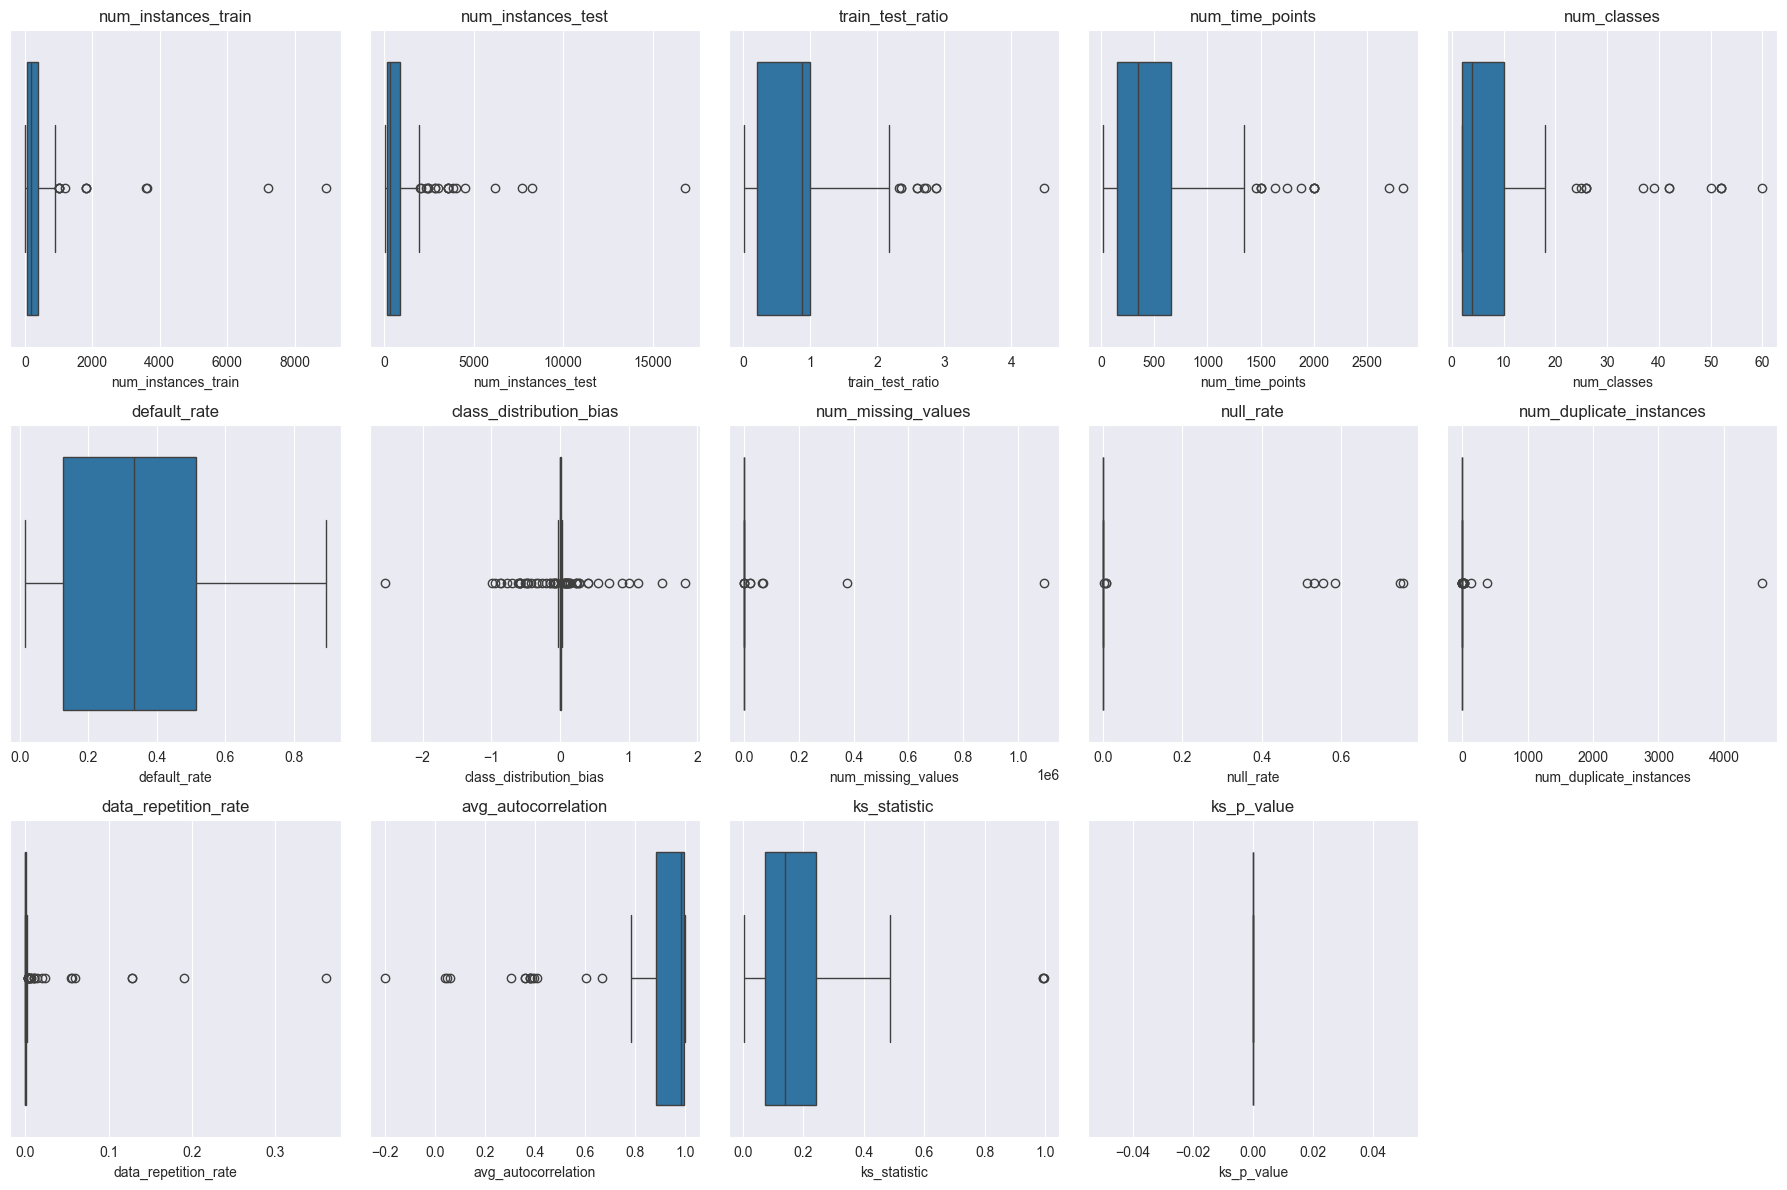 num_instances_train num_instances_test train_test_ratio num_time_points num_classes
0 2000 4000 6000 8000 0 5000 10000 15000 0 1 2 3 4 0 500 1000 1500 2000 2500 0 10 20 30 40 50 60
num_instances_train num_instances_test train_test_ratio num_time_points num_classes
default_rate class_distribution_bias num_missing_values null_rate num_duplicate_instances
0.0 0.2 0.4 0.6 0.8 −2 −1 0 1 2 0.0 0.2 0.4 0.6 0.8 1.0 0.0 0.2 0.4 0.6 0 1000 2000 3000 4000
1e6
default_rate class_distribution_bias num_missing_values null_rate num_duplicate_instances
data_repetition_rate avg_autocorrelation ks_statistic ks_p_value
0.0 0.1 0.2 0.3 −0.2 0.0 0.2 0.4 0.6 0.8 1.0 0.0 0.2 0.4 0.6 0.8 1.0 −0.04 −0.02 0.00 0.02 0.04
data_repetition_rate avg_autocorrelation ks_statistic ks_p_value